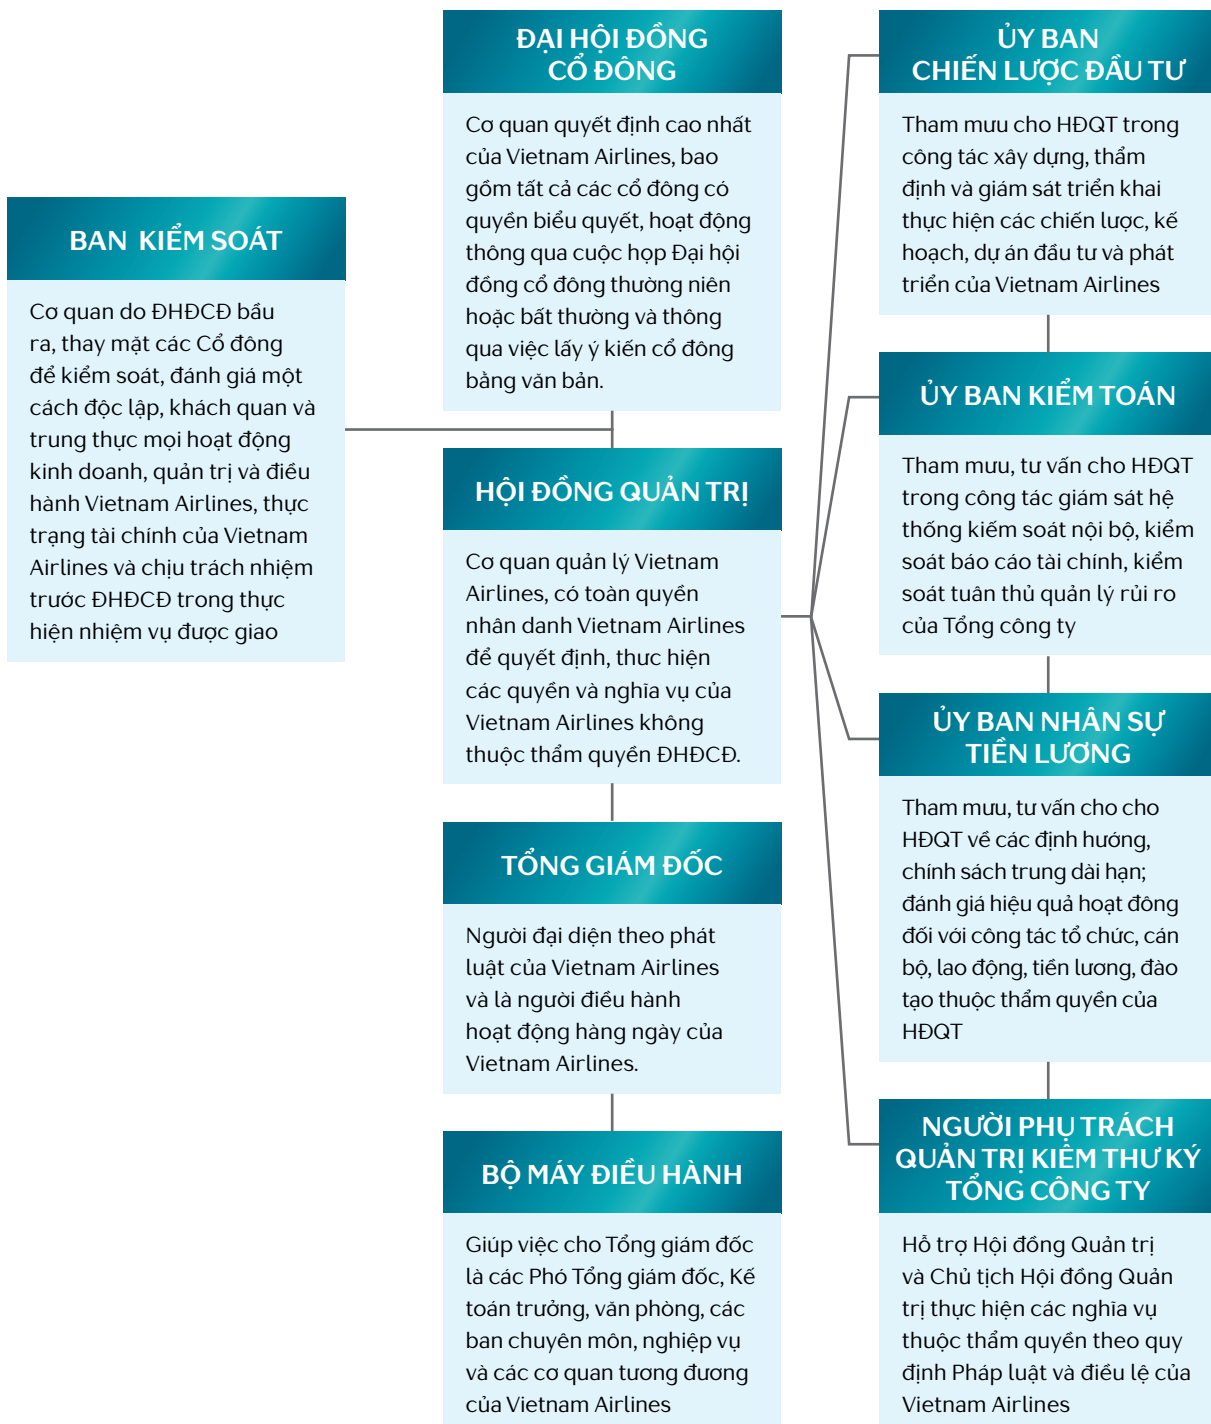 ĐẠI HỘI ĐỒNG
CỔ ĐÔNG
Cơ quan quyết định cao nhất
của Vietnam Airlines, bao
gồm tất cả các cổ đông có
quyền biểu quyết, hoạt động
thông qua cuộc họp Đại hội
đồng cổ đông thường niên
hoặc bất thường và thông
qua việc lấy ý kiến cổ đông
bằng văn bản.
BAN KIỂM SOÁT
Cơ quan do ĐHĐCĐ bầu
ra, thay mặt các Cổ đông
để kiểm soát, đánh giá một
cách độc lập, khách quan và
trung thực mọi hoạt động
kinh doanh, quản trị và điều
hành Vietnam Airlines, thực
trạng tài chính của Vietnam
Airlines và chịu trách nhiệm
trước ĐHĐCĐ trong thực
hiện nhiệm vụ được giao
HỘI ĐỒNG QUẢN TRỊ
Cơ quan quản lý Vietnam
Airlines, có toàn quyền
nhân danh Vietnam Airlines
để quyết định, thưc hiện
các quyền và nghĩa vụ của
Vietnam Airlines không
thuộc thẩm quyền ĐHĐCĐ.
TỔNG GIÁM ĐỐC
Người đại diện theo phát
luật của Vietnam Airlines
và là người điều hành
hoạt động hàng ngày của
Vietnam Airlines.
BỘ MÁY ĐIỀU HÀNH
Giúp việc cho Tổng giám đốc
là các Phó Tổng giám đốc, Kế
toán trưởng, văn phòng, các
ban chuyên môn, nghiệp vụ
và các cơ quan tương đương
của Vietnam Airlines
ỦY BAN
CHIẾN LƯỢC ĐẦU TƯ
Tham mưu cho HĐQT trong
công tác xây dựng, thẩm
định và giám sát triển khai
thực hiện các chiến lược, kế
hoạch, dự án đầu tư và phát
triển của Vietnam Airlines
ỦY BAN KIỂM TOÁN
Tham mưu, tư vấn cho HĐQT
trong công tác giám sát hệ
thống kiếm soát nội bộ, kiểm
soát báo cáo tài chính, kiểm
soát tuân thủ quản lý rủi ro
của Tổng công ty
ỦY BAN NHÂN SỰ
TIỀN LƯƠNG
Tham mưu, tư vấn cho cho
HĐQT về các định hướng,
chính sách trung dài hạn;
đánh giá hiệu quả hoạt đông
đối với công tác tổ chức, cán
bộ, lao động, tiền lương, đào
tạo thuộc thẩm quyền của
HĐQT
NGƯỜI PHỤ TRÁCH
QUẢN TRỊ KIÊM THƯ KÝ
TỔNG CÔNG TY
Hỗ trợ Hội đồng Quản trị
và Chủ tịch Hội đồng Quản
trị thực hiện các nghĩa vụ
thuộc thẩm quyền theo quy
định Pháp luật và điều lệ của
Vietnam Airlines